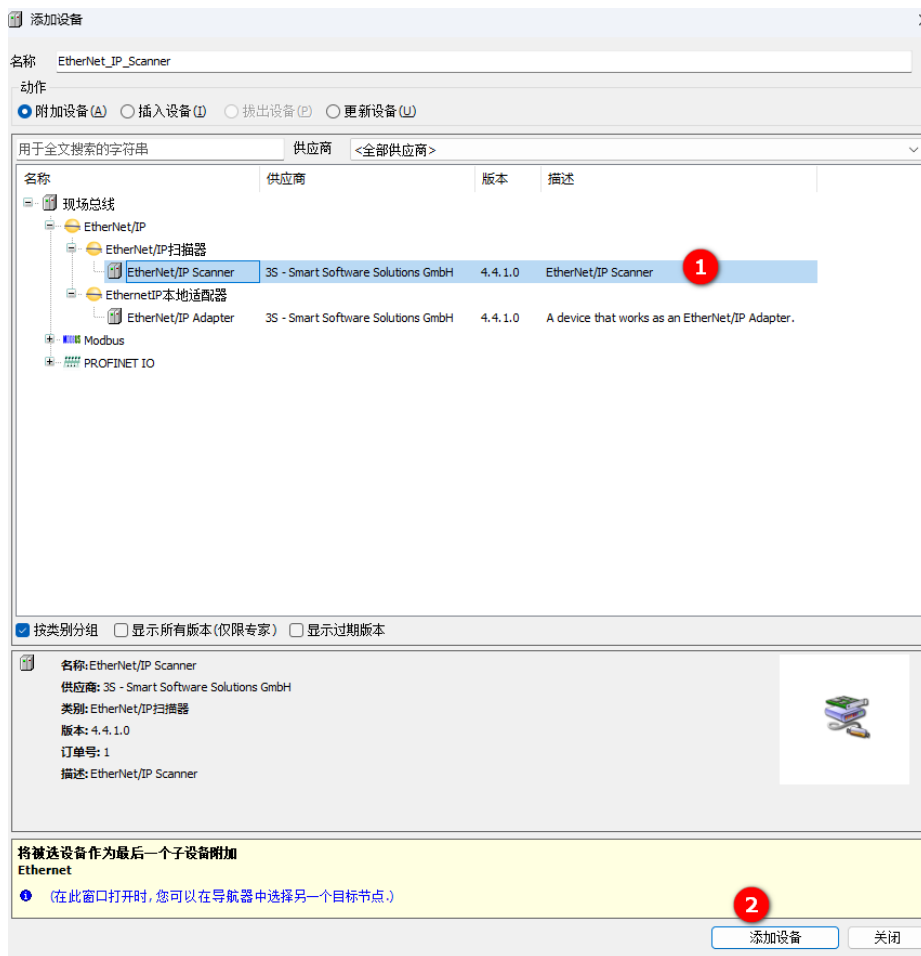 添加设备
名称 EtherNet_IP_Scanner
动作
附加设备(A) 插入设备(I) 拔出设备(P) 更新设备(U)
用于全文搜索的字符串 供应商 <全部供应商>
名称 供应商 版本 描述
现场总线
EtherNet/IP
EtherNet/IP扫描器
EtherNet/IP Scanner 3S - Smart Software Solutions GmbH 4.4.1.0 EtherNet/IP Scanner 1
EthernetIP本地适配器
EtherNet/IP Adapter 3S - Smart Software Solutions GmbH 4.4.1.0 A device that works as an EtherNet/IP Adapter.
Modbus
PROFINET IO
按类别分组 显示所有版本(仅限专家) 显示过期版本
名称:EtherNet/IP Scanner
供应商: 3S - Smart Software Solutions GmbH
类别: EtherNet/IP扫描器
版本: 4.4.1.0
订单号: 1
描述: EtherNet/IP Scanner
将被选设备作为最后一个子设备附加
Ethernet
(在此窗口打开时, 您可以在导航器中选择另一个目标节点.)
2
添加设备 关闭